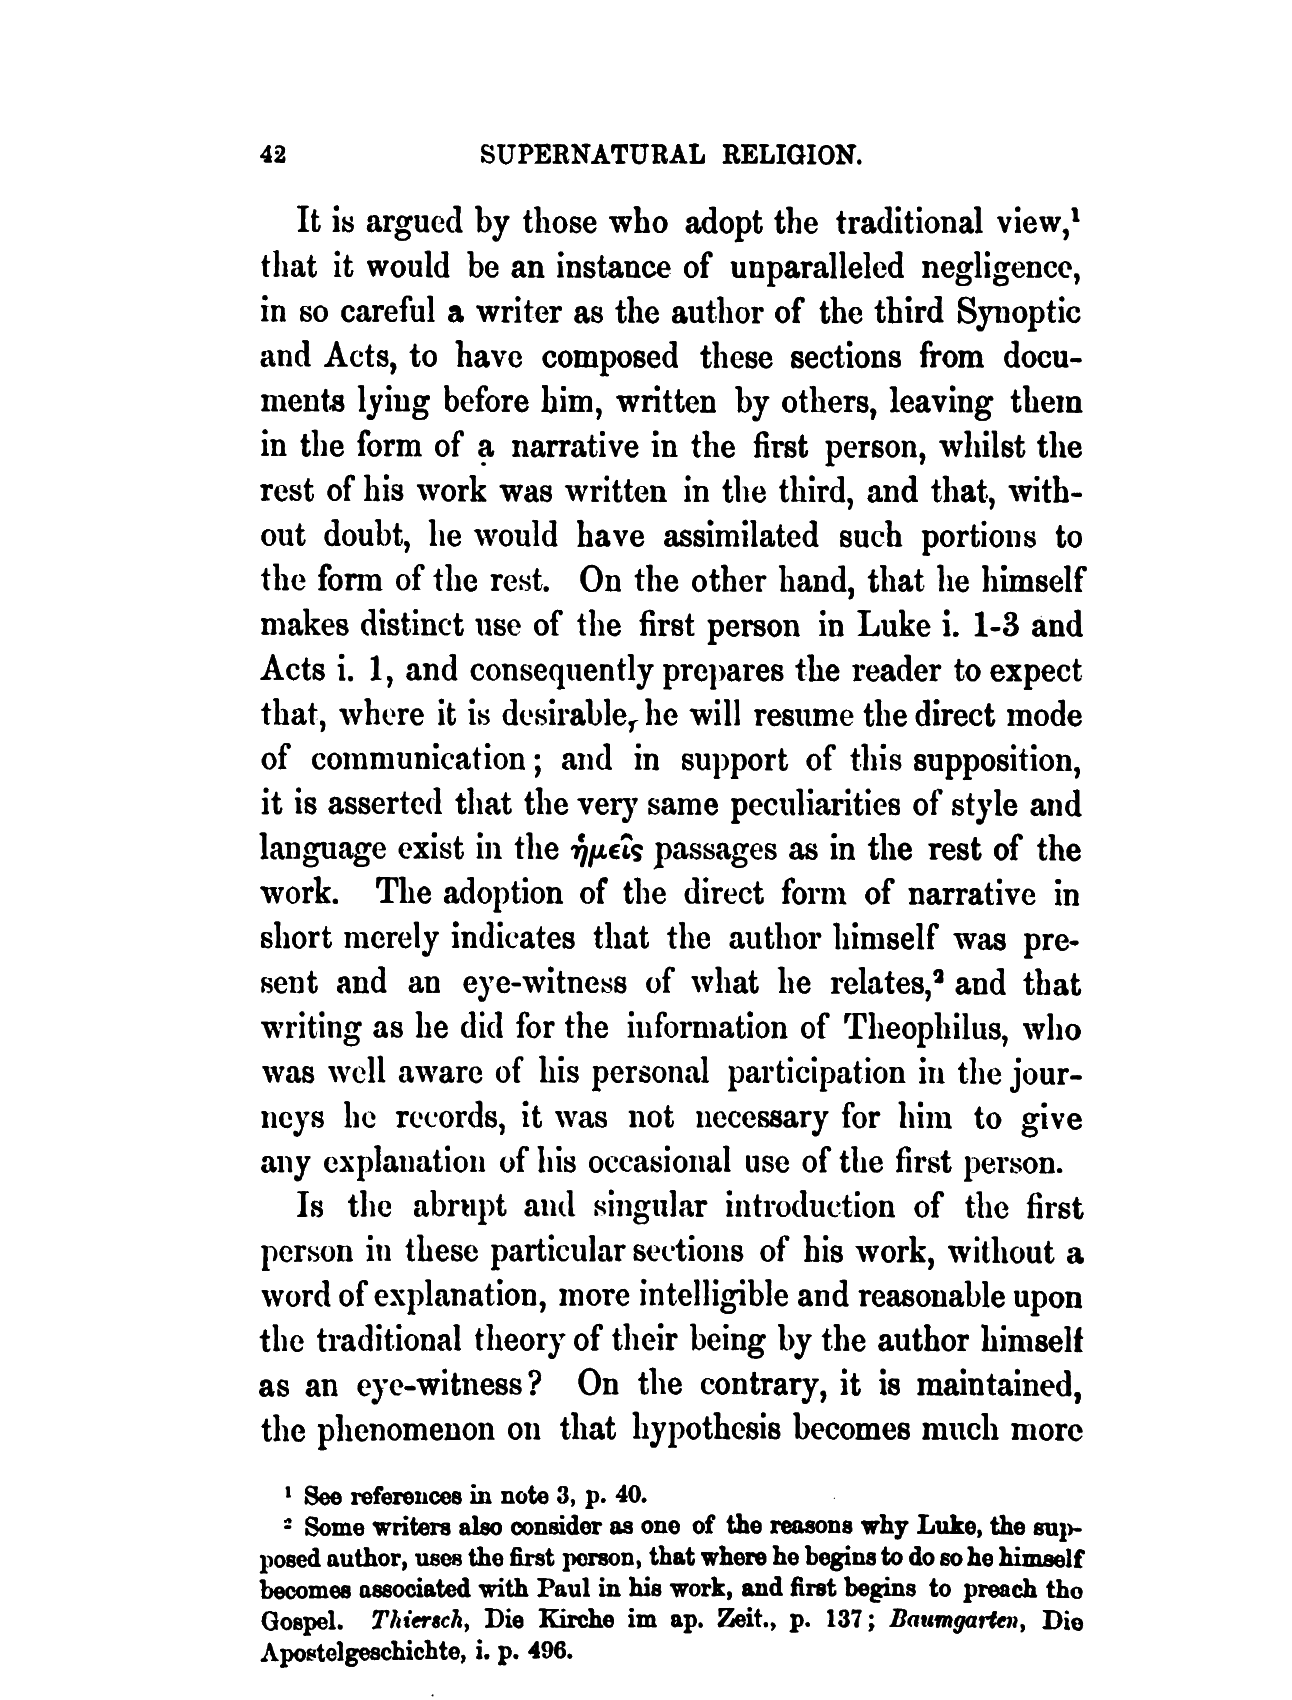 42 SUPERNATURAL RELIGION.
It is argued by those who adopt the traditional view,¹
that it would be an instance of unparalleled negligence,
in so careful a writer as the author of the third Synoptic
and Acts, to have composed these sections from docu-
ments lying before him, written by others, leaving them
in the form of a narrative in the first person, whilst the
rest of his work was written in the third, and that, with-
out doubt, he would have assimilated such portions to
the form of the rest. On the other hand, that he himself
makes distinct use of the first person in Luke i. 1-3 and
Acts i. 1, and consequently prepares the reader to expect
that, where it is desirable, he will resume the direct mode
of communication; and in support of this supposition,
it is asserted that the very same peculiarities of style and
language exist in the ἡμεῖς passages as in the rest of the
work. The adoption of the direct form of narrative in
short merely indicates that the author himself was pre-
sent and an eye-witness of what he relates,² and that
writing as he did for the information of Theophilus, who
was well aware of his personal participation in the jour-
neys he records, it was not necessary for him to give
any explanation of his occasional use of the first person.
Is the abrupt and singular introduction of the first
person in these particular sections of his work, without a
word of explanation, more intelligible and reasonable upon
the traditional theory of their being by the author himself
as an eye-witness? On the contrary, it is maintained,
the phenomenon on that hypothesis becomes much more
¹ See references in note 3, p. 40.
² Some writers also consider as one of the reasons why Luke, the sup-
posed author, uses the first person, that where he begins to do so he himself
becomes associated with Paul in his work, and first begins to preach the
Gospel. Thiersch, Die Kirche im ap. Zeit., p. 137; Baumgarten, Die
Apostelgeschichte, i. p. 496.